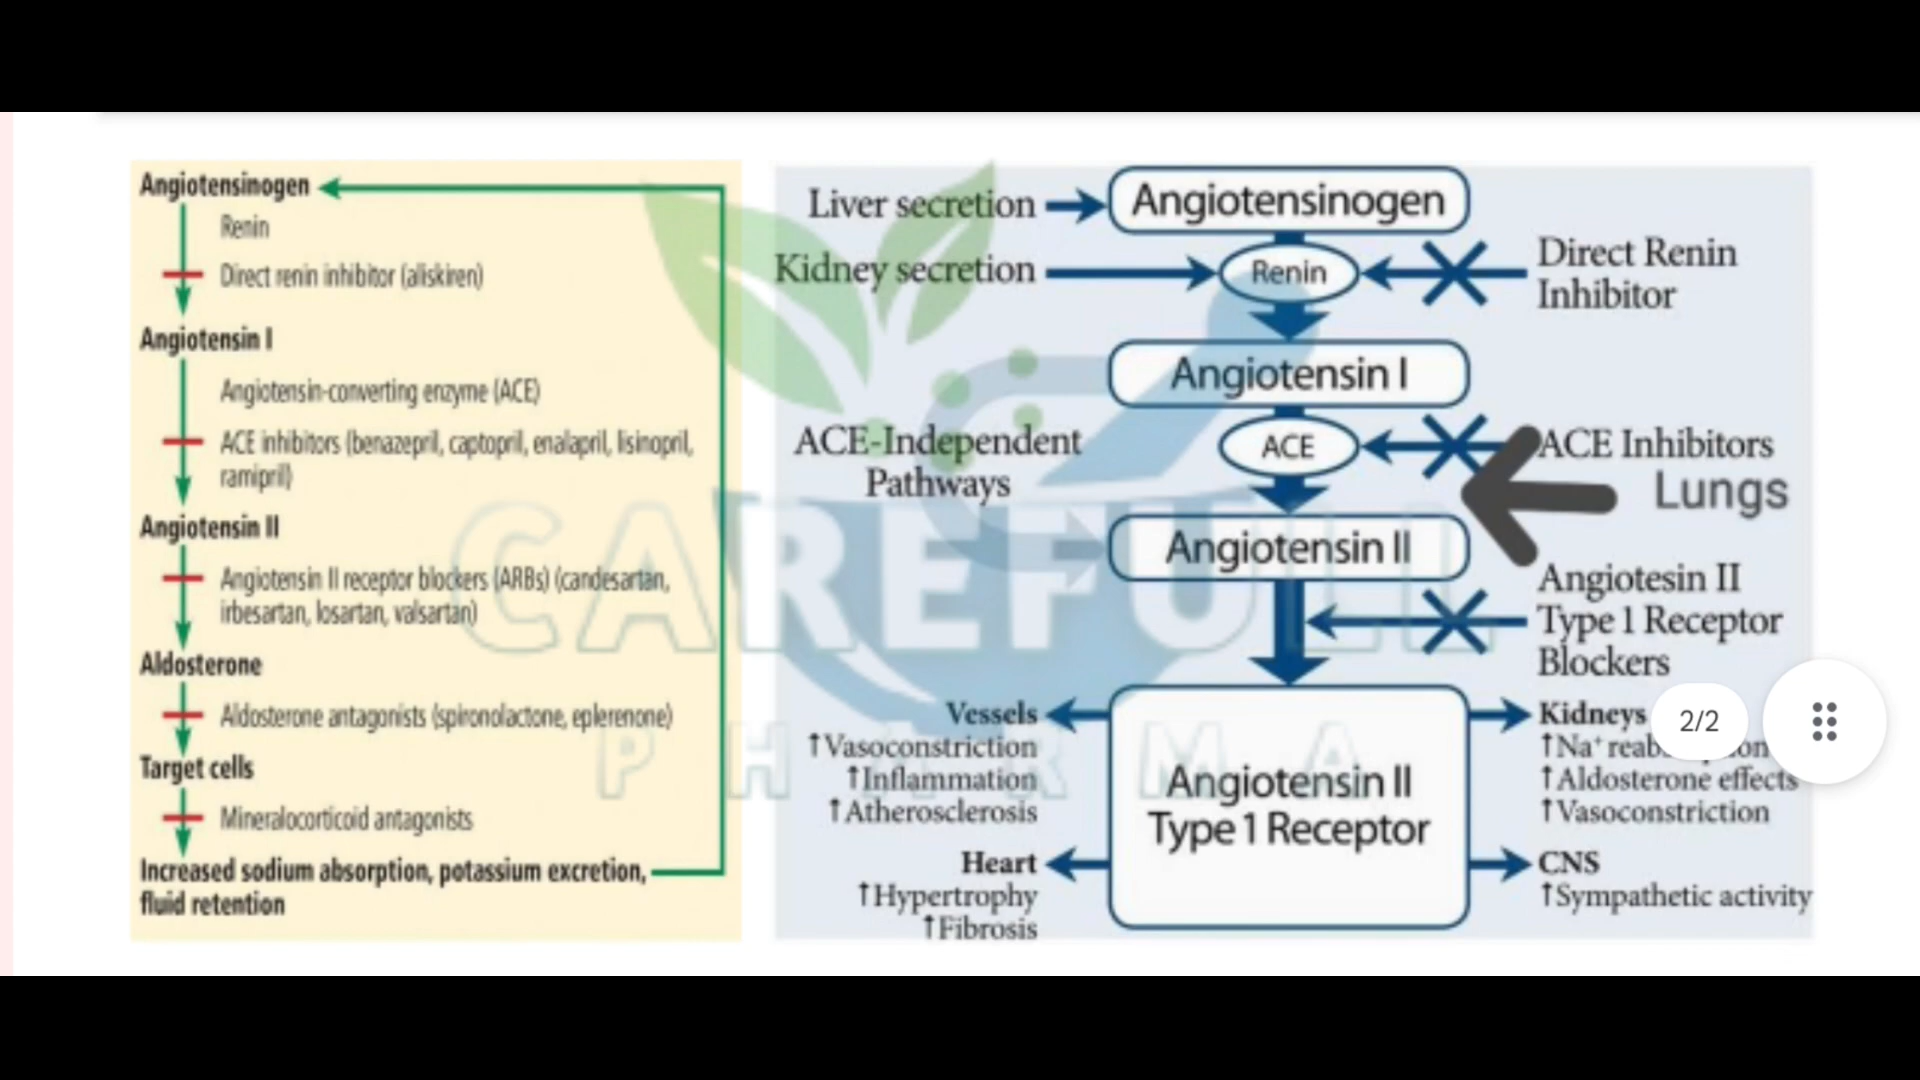 Angiotensinogen
Renin
Direct renin inhibitor (aliskiren)
Angiotensin I
Angiotensin-converting enzyme (ACE)
ACE inhibitors (benazepril, captopril, enalapril, lisinopril,
ramipril)
Angiotensin II
Angiotensin II receptor blockers (ARBs) (candesartan,
irbesartan, losartan, valsartan)
Aldosterone
Aldosterone antagonists (spironolactone, eplerenone)
Target cells
Mineralocorticoid antagonists
Increased sodium absorption, potassium excretion,
fluid retention
Liver secretion
Angiotensinogen
Kidney secretion
Renin
Direct Renin
Inhibitor
Angiotensin I
ACE-Independent
Pathways
ACE
ACE Inhibitors
Lungs
Angiotensin II
Angiotesin II
Type 1 Receptor
Blockers
Vessels
↑Vasoconstriction
↑Inflammation
↑Atherosclerosis
Heart
↑Hypertrophy
↑Fibrosis
Angiotensin II
Type 1 Receptor
Kidneys
↑Na⁺
↑Aldosterone effects
↑Vasoconstriction
CNS
↑Sympathetic activity
2/2
CAREFULL
PHARMA